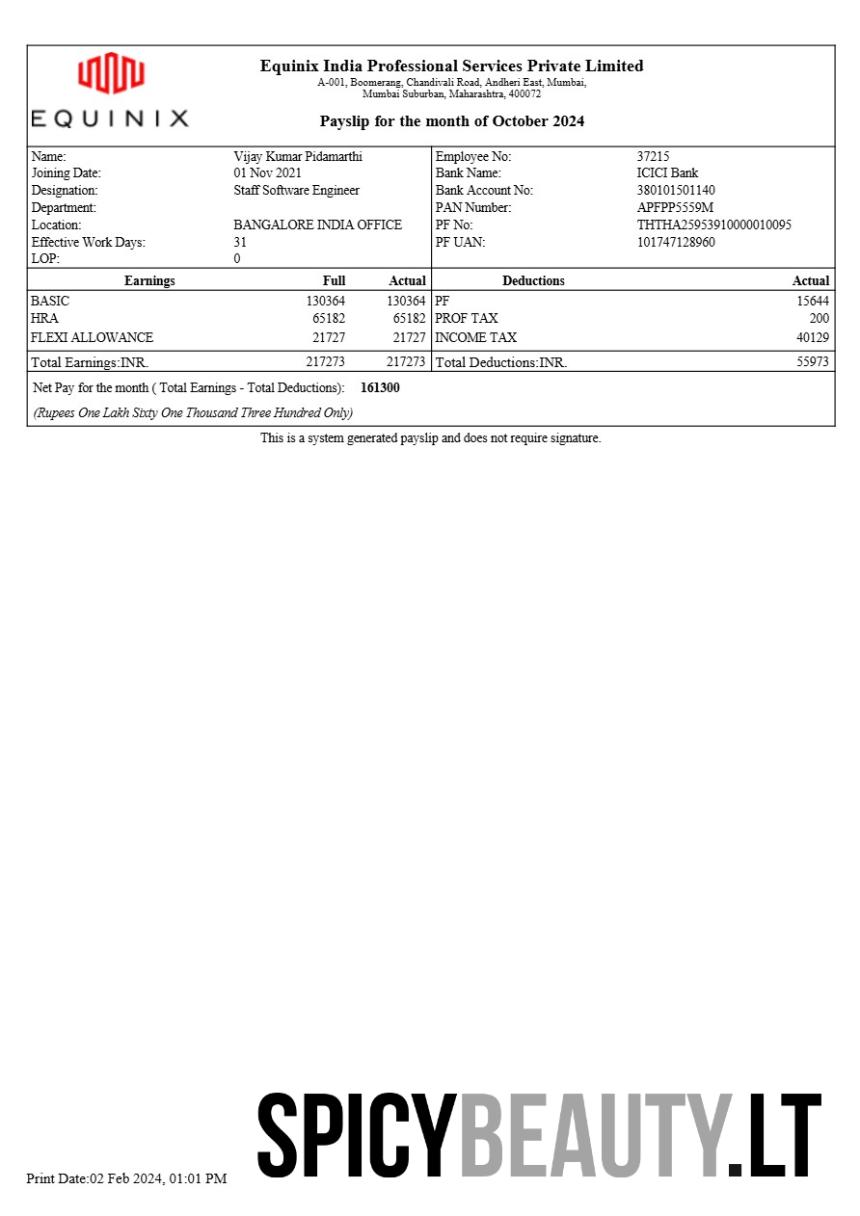 EQUINIX
Equinix India Professional Services Private Limited
A-001, Boomerang, Chandivali Road, Andheri East, Mumbai,
Mumbai Suburban, Maharashtra, 400072
Payslip for the month of October 2024
Name: Vijay Kumar Pidamarthi Employee No: 37215
Joining Date: 01 Nov 2021 Bank Name: ICICI Bank
Designation: Staff Software Engineer Bank Account No: 380101501140
Department: PAN Number: APFPP5559M
Location: BANGALORE INDIA OFFICE PF No: THTHA25953910000010095
Effective Work Days: 31 PF UAN: 101747128960
LOP: 0
Earnings Full Actual Deductions Actual
BASIC 130364 130364 PF 15644
HRA 65182 65182 PROF TAX 200
FLEXI ALLOWANCE 21727 21727 INCOME TAX 40129
Total Earnings:INR. 217273 217273 Total Deductions:INR. 55973
Net Pay for the month ( Total Earnings - Total Deductions): 161300
(Rupees One Lakh Sixty One Thousand Three Hundred Only)
This is a system generated payslip and does not require signature.
SPICYBEAUTY.LT
Print Date:02 Feb 2024, 01:01 PM